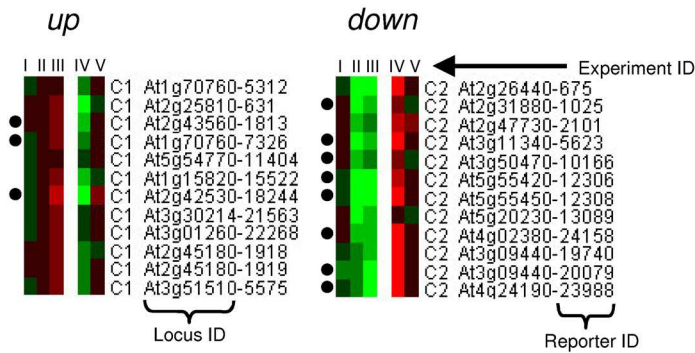 up
down
I II III IV V
I II III IV V
Experiment ID
C1 At1g70760-5312
C1 At2g25810-631
C1 At2g43560-1813
C1 At1g70760-7326
C1 At5g54770-11404
C1 At1g15820-15522
C1 At2g42530-18244
C1 At3g30214-21563
C1 At3g01260-22268
C1 At2g45180-1918
C1 At2g45180-1919
C1 At3g51510-5575
Locus ID
C2 At2g26440-675
C2 At2g31880-1025
C2 At2g47730-2101
C2 At3g11340-5623
C2 At3g50470-10166
C2 At5g55420-12306
C2 At5g55450-12308
C2 At5g20230-13089
C2 At4g02380-24158
C2 At3g09440-19740
C2 At3g09440-20079
C2 At4g24190-23988
Reporter ID